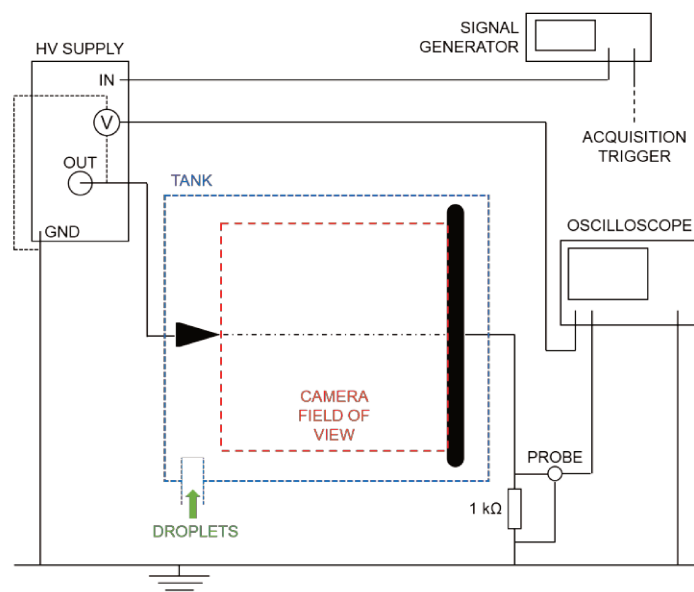 SIGNAL
GENERATOR
HV SUPPLY
IN
V
OUT
GND
ACQUISITION
TRIGGER
TANK
OSCILLOSCOPE
CAMERA
FIELD OF
VIEW
PROBE
1 kΩ
DROPLETS